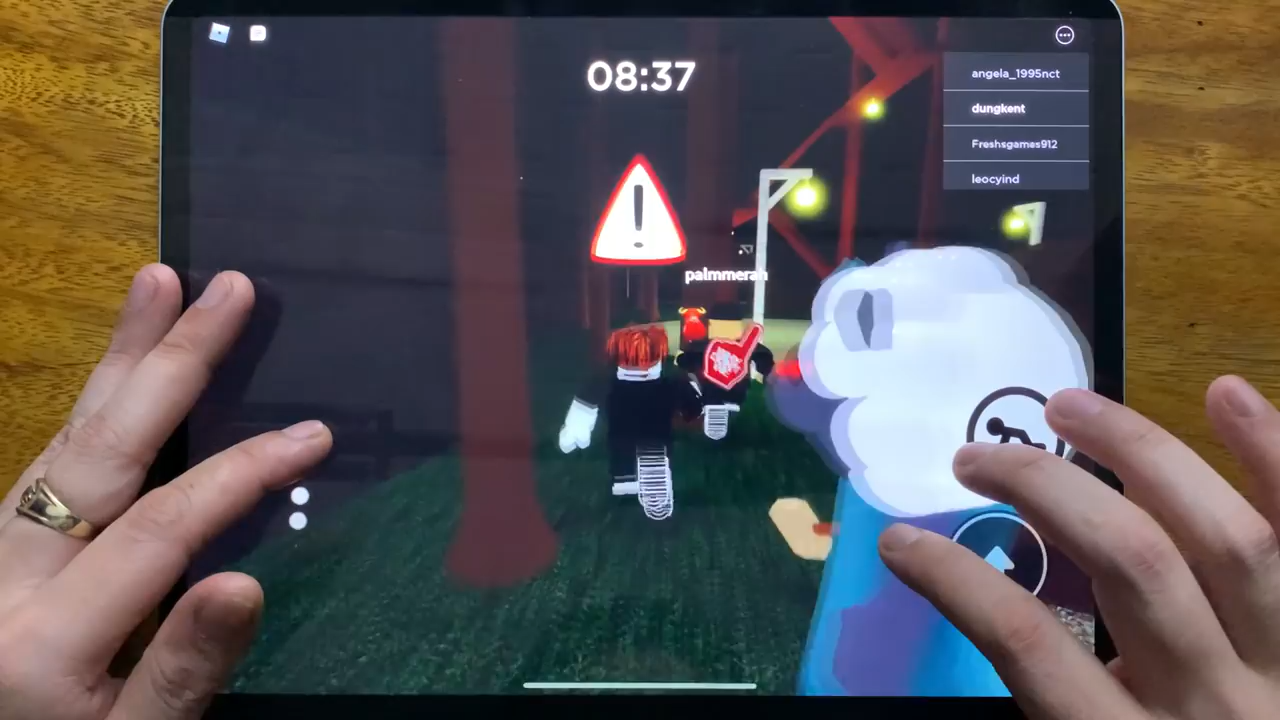 08:37
angela_1995nct
dungkent
Freshsgames912
leocyind
!
palmmerah